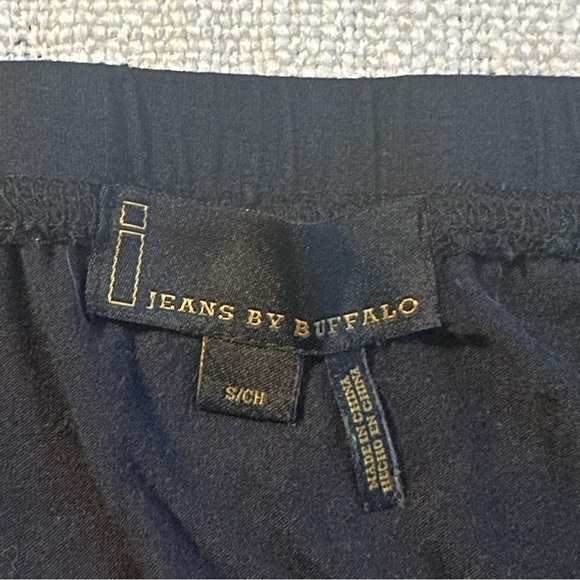 i JEANS BY BUFFALO
S/CH
MADE IN CHINA
HECHO EN CHINA